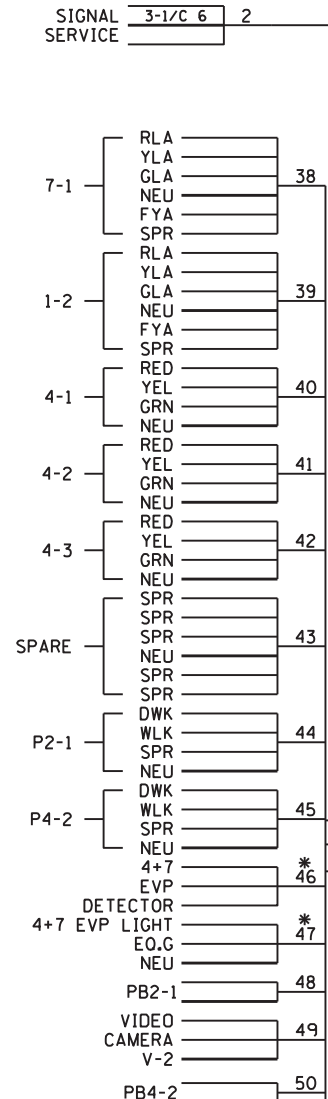 SIGNAL 3-1/C 6 2
SERVICE
RLA
YLA
7-1 GLA 38
NEU
FYA
SPR
RLA
YLA
1-2 GLA 39
NEU
FYA
SPR
RED
4-1 YEL 40
GRN
NEU
RED
4-2 YEL 41
GRN
NEU
RED
4-3 YEL 42
GRN
NEU
SPR
SPR
SPARE SPR 43
NEU
SPR
SPR
DWK
P2-1 WLK 44
SPR
NEU
DWK
P4-2 WLK 45
SPR
NEU
4+7 *
EVP 46
DETECTOR
4+7 EVP LIGHT *
EQ.G 47
NEU
PB2-1 48
VIDEO
CAMERA 49
V-2
PB4-2 50